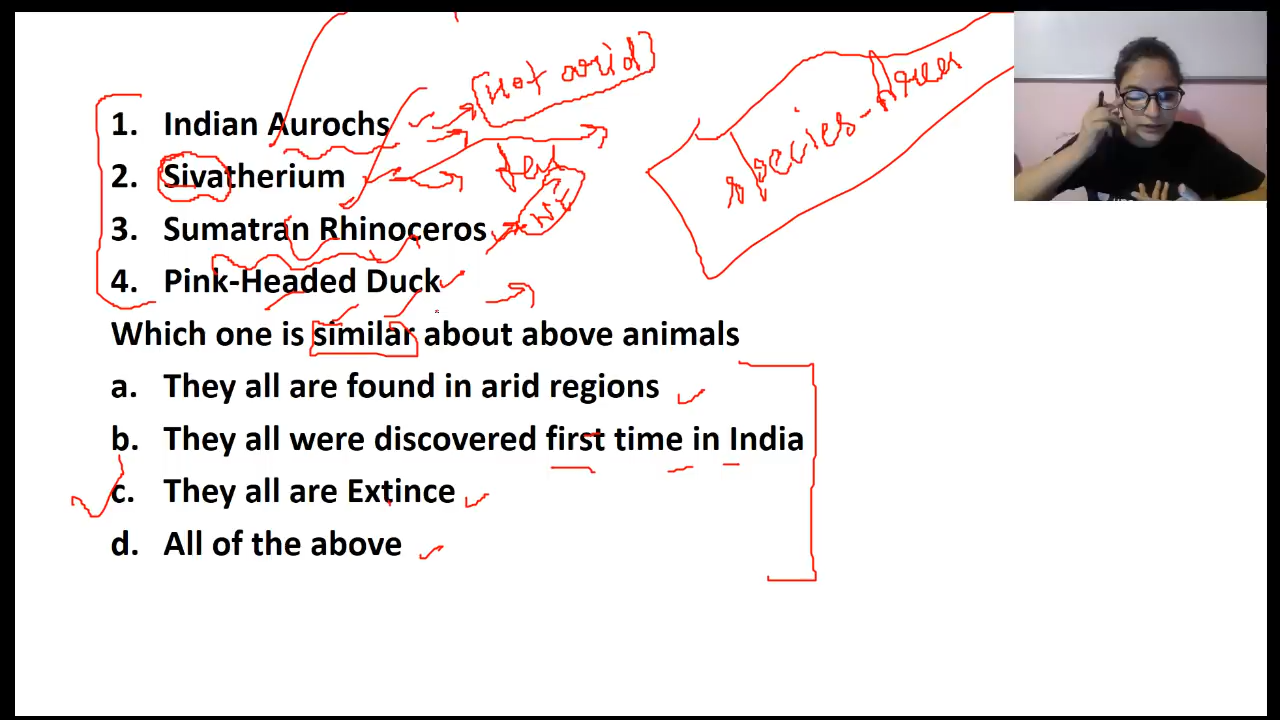 hot arid
1. Indian Aurochs
species-Area
2. Sivatherium
3. Sumatran Rhinoceros
NE
4. Pink-Headed Duck
Which one is similar about above animals
a. They all are found in arid regions
b. They all were discovered first time in India
c. They all are Extince
d. All of the above